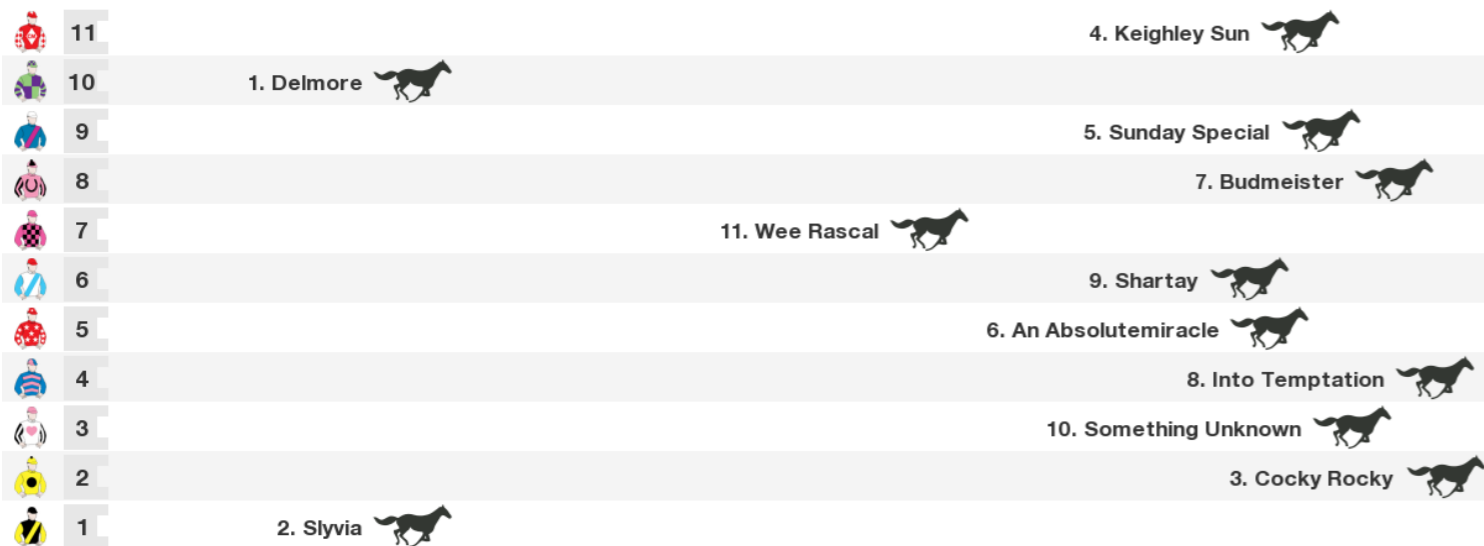 11 4. Keighley Sun
10 1. Delmore
9 5. Sunday Special
8 7. Budmeister
7 11. Wee Rascal
6 9. Shartay
5 6. An Absolutemiracle
4 8. Into Temptation
3 10. Something Unknown
2 3. Cocky Rocky
1 2. Slyvia